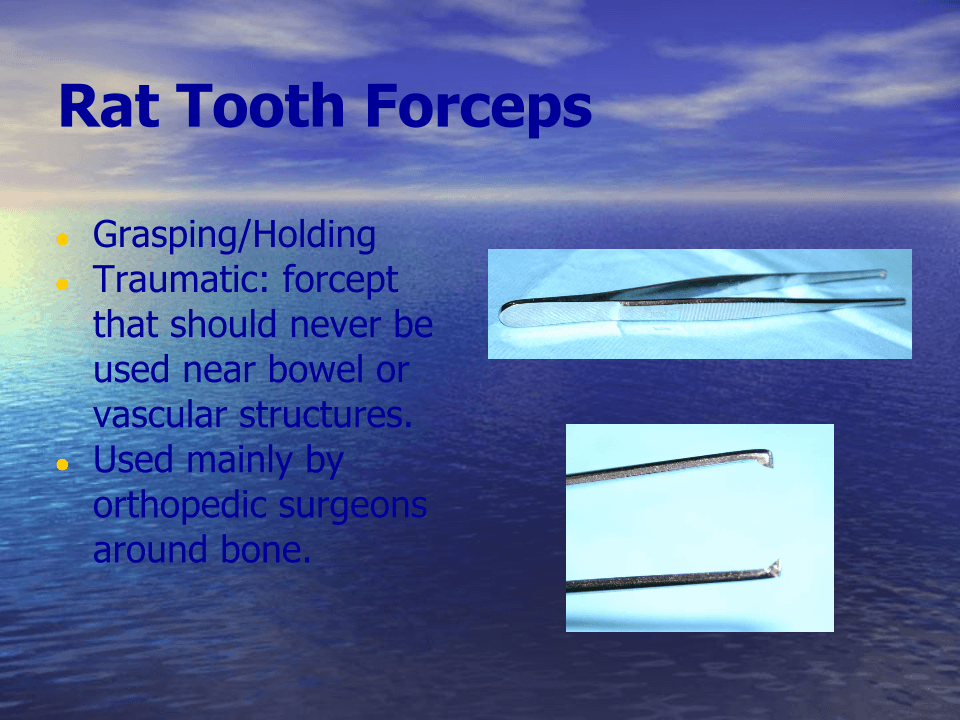 Rat Tooth Forceps
Grasping/Holding
Traumatic: forcept
that should never be
used near bowel or
vascular structures.
Used mainly by
orthopedic surgeons
around bone.